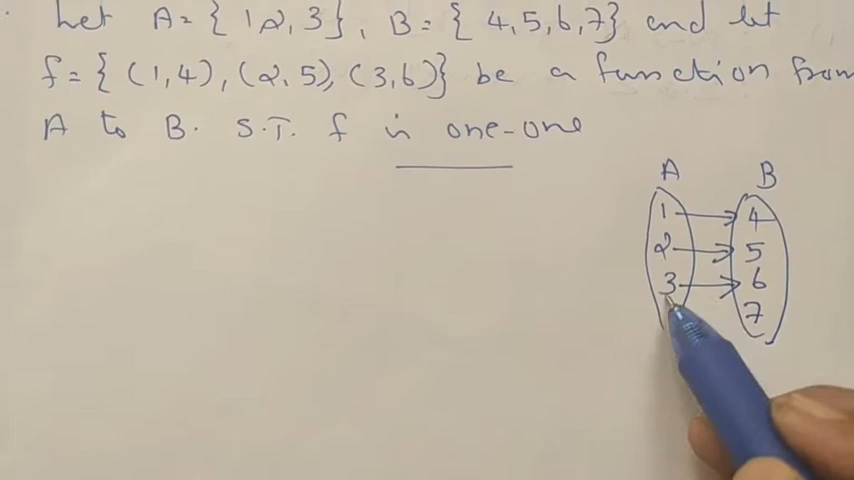 Let A = { 1 2, 3 }, B = { 4, 5, 6, 7} and let
f = { (1, 4), (2, 5), (3, 6)} be a function from
A to B. S.T. f is one-one
A B
1 4
2 5
3 6
7